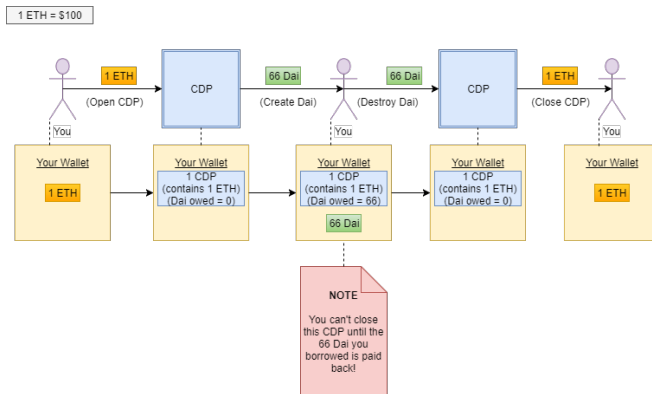 1 ETH = $100
1 ETH
(Open CDP)
CDP
66 Dai
(Create Dai)
66 Dai
(Destroy Dai)
CDP
1 ETH
(Close CDP)
You
You
You
Your Wallet
1 ETH
Your Wallet
1 CDP
(contains 1 ETH)
(Dai owed = 0)
Your Wallet
1 CDP
(contains 1 ETH)
(Dai owed = 66)
66 Dai
Your Wallet
1 CDP
(contains 1 ETH)
(Dai owed = 0)
Your Wallet
1 ETH
NOTE
You can't close
this CDP until the
66 Dai you
borrowed is paid
back!